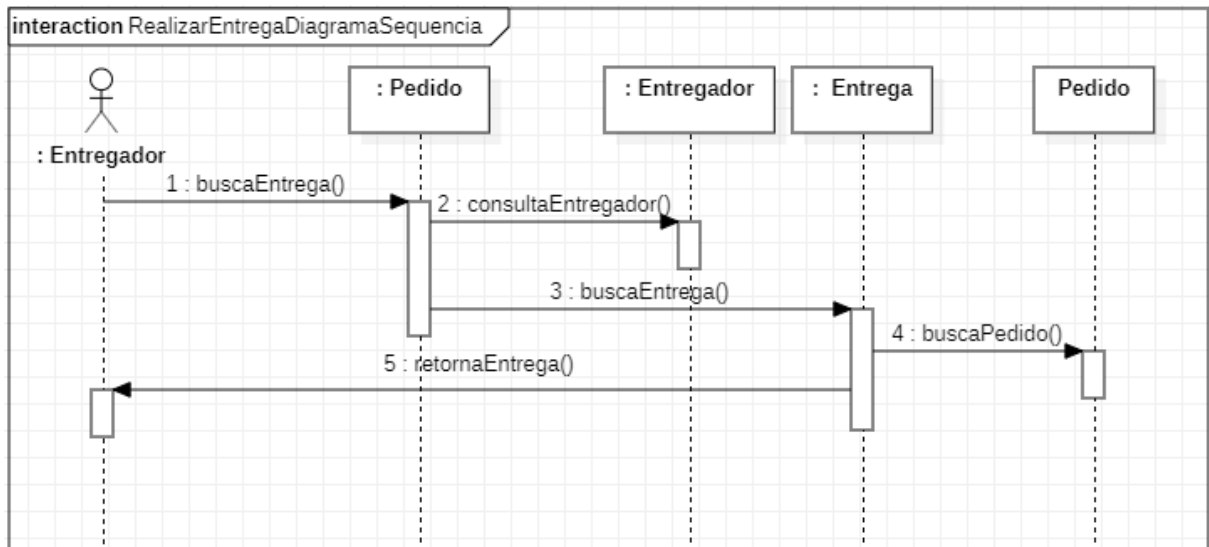 interaction RealizarEntregaDiagramaSequencia
: Pedido
: Entregador
: Entrega
Pedido
: Entregador
1 : buscaEntrega()
2 : consultaEntregador()
3 : buscaEntrega()
4 : buscaPedido()
5 : retornaEntrega()